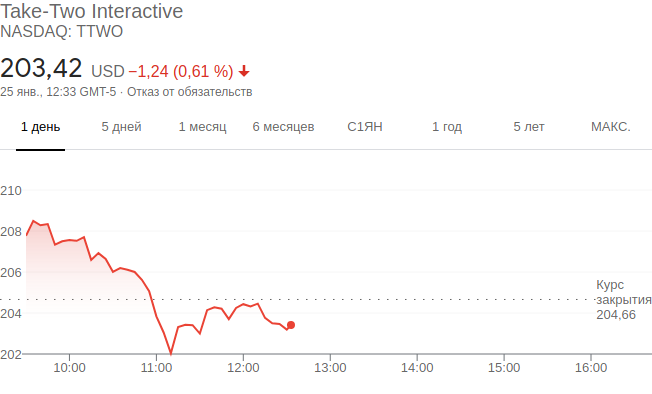 Take-Two Interactive
NASDAQ: TTWO
203,42 USD −1,24 (0,61 %)
25 янв., 12:33 GMT-5 · Отказ от обязательств
1 день 5 дней 1 месяц 6 месяцев С1ЯН 1 год 5 лет МАКС.
210
208
206
204
202
Курс
закрытия
204,66
10:00 11:00 12:00 13:00 14:00 15:00 16:00